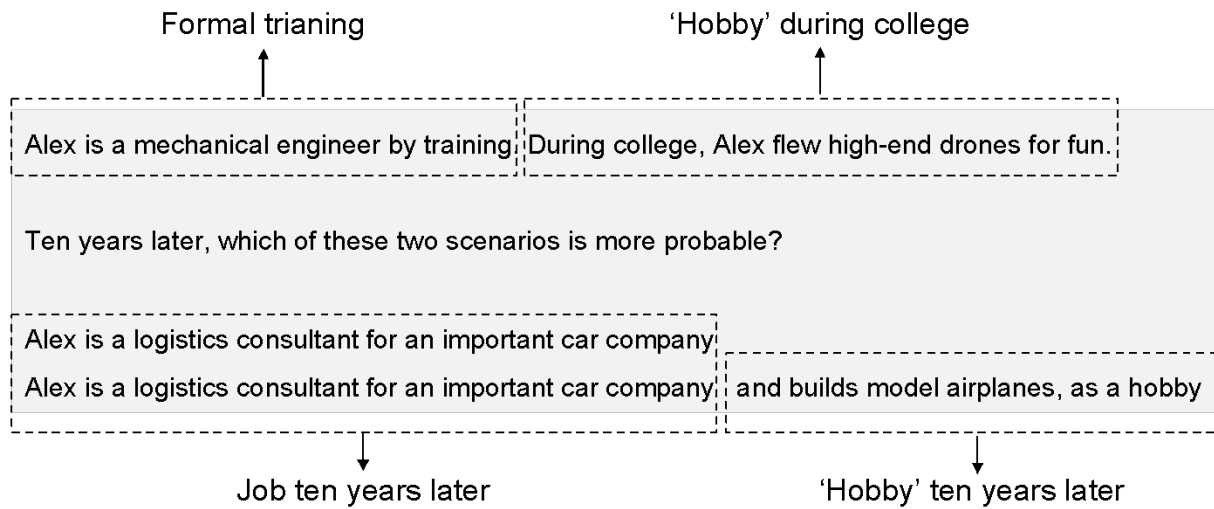 Formal trianing
‘Hobby’ during college
Alex is a mechanical engineer by training. During college, Alex flew high-end drones for fun.
Ten years later, which of these two scenarios is more probable?
Alex is a logistics consultant for an important car company
Alex is a logistics consultant for an important car company and builds model airplanes, as a hobby
Job ten years later
‘Hobby’ ten years later